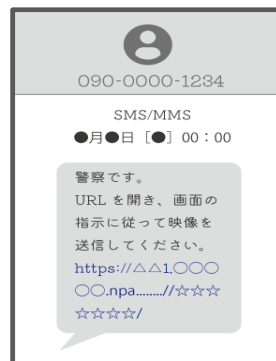 090-0000-1234
SMS/MMS
●月●日［●］00：00
警察です。
URL を開き、画面の
指示に従って映像を
送信してください。
https://△△1.○○○
○○.npa........//☆☆☆
☆☆☆☆/